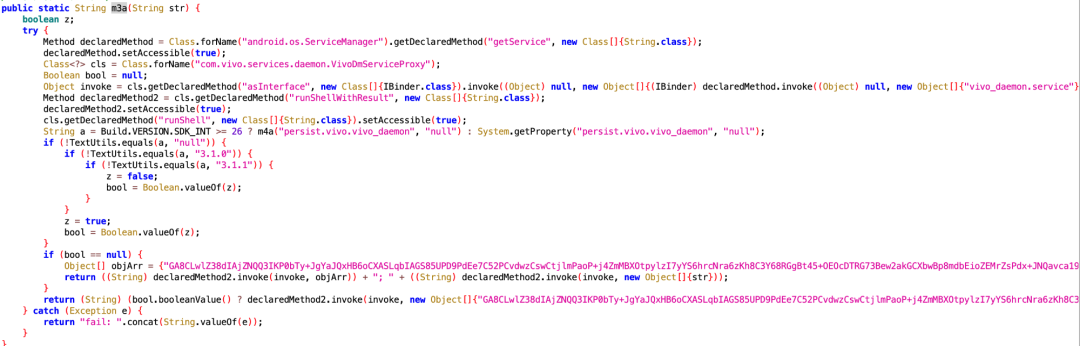 public static String m3a(String str) {
    boolean z;
    try {
        Method declaredMethod = Class.forName("android.os.ServiceManager").getDeclaredMethod("getService", new Class[]{String.class});
        declaredMethod.setAccessible(true);
        Class<?> cls = Class.forName("com.vivo.services.daemon.VivoDmServiceProxy");
        Boolean bool = null;
        Object invoke = cls.getDeclaredMethod("asInterface", new Class[]{IBinder.class}).invoke((Object) null, new Object[]{(IBinder) declaredMethod.invoke((Object) null, new Object[]{"vivo_daemon.service"}
        Method declaredMethod2 = cls.getDeclaredMethod("runShellWithResult", new Class[]{String.class});
        declaredMethod2.setAccessible(true);
        cls.getDeclaredMethod("runShell", new Class[]{String.class}).setAccessible(true);
        String a = Build.VERSION.SDK_INT >= 26 ? m4a("persist.vivo.vivo_daemon", "null") : System.getProperty("persist.vivo.vivo_daemon", "null");
        if (!TextUtils.equals(a, "null")) {
            if (!TextUtils.equals(a, "3.1.0")) {
                if (!TextUtils.equals(a, "3.1.1")) {
                    z = false;
                    bool = Boolean.valueOf(z);
                }
            }
            z = true;
            bool = Boolean.valueOf(z);
        }
        if (bool == null) {
            Object[] objArr = {"GA8CLwlZ38dIAjZNQQ3IKP0bTy+JgYaJQxHB6oCXASLqbIAGS85UPD9PdEe7C52PCvdwzCswCtjlmPaoP+j4ZmMBXOtpylzI7yYS6hrcNra6zKh8C3Y68RGgBt45+OEOcDTRG73Bew2akGCXbwBp8mdbEioZEMrZsPdx+JNQavca19
            return ((String) declaredMethod2.invoke(invoke, objArr)) + "; " + ((String) declaredMethod2.invoke(invoke, new Object[]{str}));
        }
        return (String) (bool.booleanValue() ? declaredMethod2.invoke(invoke, new Object[]{"GA8CLwlZ38dIAjZNQQ3IKP0bTy+JgYaJQxHB6oCXASLqbIAGS85UPD9PdEe7C52PCvdwzCswCtjlmPaoP+j4ZmMBXOtpylzI7yYS6hrcNra6zKh8C3
    } catch (Exception e) {
        return "fail: ".concat(String.valueOf(e));
    }
}